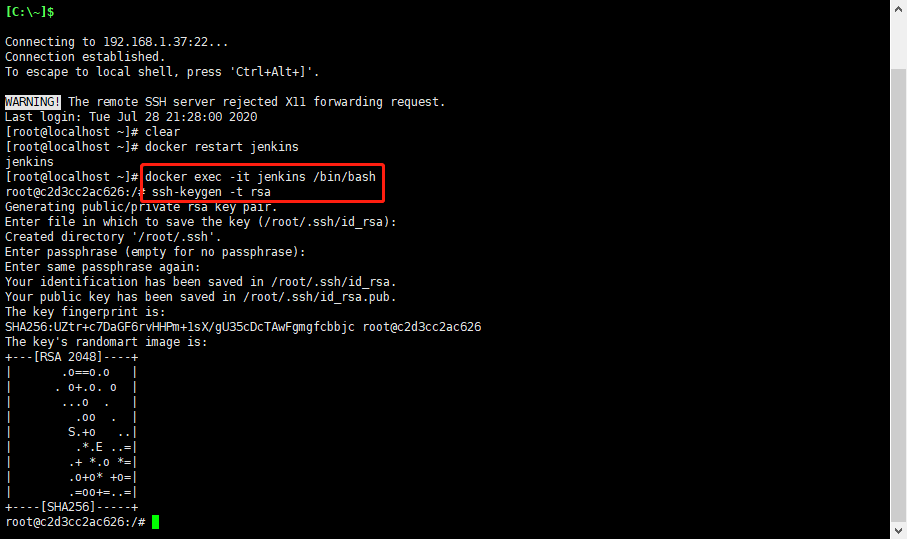 [C:\~]$
Connecting to 192.168.1.37:22...
Connection established.
To escape to local shell, press 'Ctrl+Alt+]'.
WARNING! The remote SSH server rejected X11 forwarding request.
Last login: Tue Jul 28 21:28:00 2020
[root@localhost ~]# clear
[root@localhost ~]# docker restart jenkins
jenkins
[root@localhost ~]# docker exec -it jenkins /bin/bash
root@c2d3cc2ac626:/# ssh-keygen -t rsa
Generating public/private rsa key pair.
Enter file in which to save the key (/root/.ssh/id_rsa):
Created directory '/root/.ssh'.
Enter passphrase (empty for no passphrase):
Enter same passphrase again:
Your identification has been saved in /root/.ssh/id_rsa.
Your public key has been saved in /root/.ssh/id_rsa.pub.
The key fingerprint is:
SHA256:UZtr+c7DaGF6rvHHPm+1sX/gU35cDcTAwFgmgfcbbjc root@c2d3cc2ac626
The key's randomart image is:
+---[RSA 2048]----+
|       .o==o.o   |
|      . o+.o. o  |
|       ...o  .   |
|         .oo  .  |
|        S.+o   ..|
|         .*.E ..=|
|        .+ *.o *=|
|        .o+o* +o=|
|        .=oo+=..=|
+----[SHA256]-----+
root@c2d3cc2ac626:/#